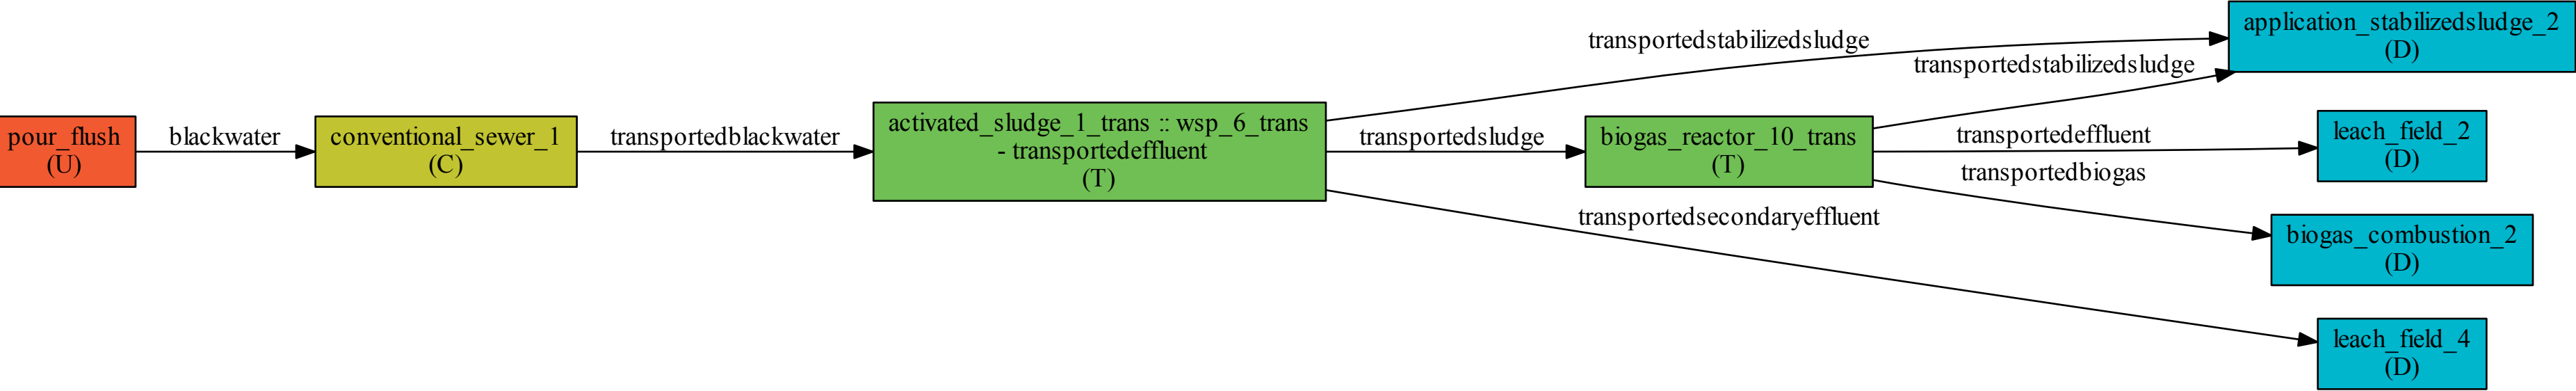 pour_flush
(U)
blackwater
conventional_sewer_1
(C)
transportedblackwater
activated_sludge_1_trans :: wsp_6_trans
- transportedeffluent
(T)
transportedstabilizedsludge
transportedsludge
transportedsecondaryeffluent
biogas_reactor_10_trans
(T)
transportedstabilizedsludge
transportedeffluent
transportedbiogas
application_stabilizedsludge_2
(D)
leach_field_2
(D)
biogas_combustion_2
(D)
leach_field_4
(D)